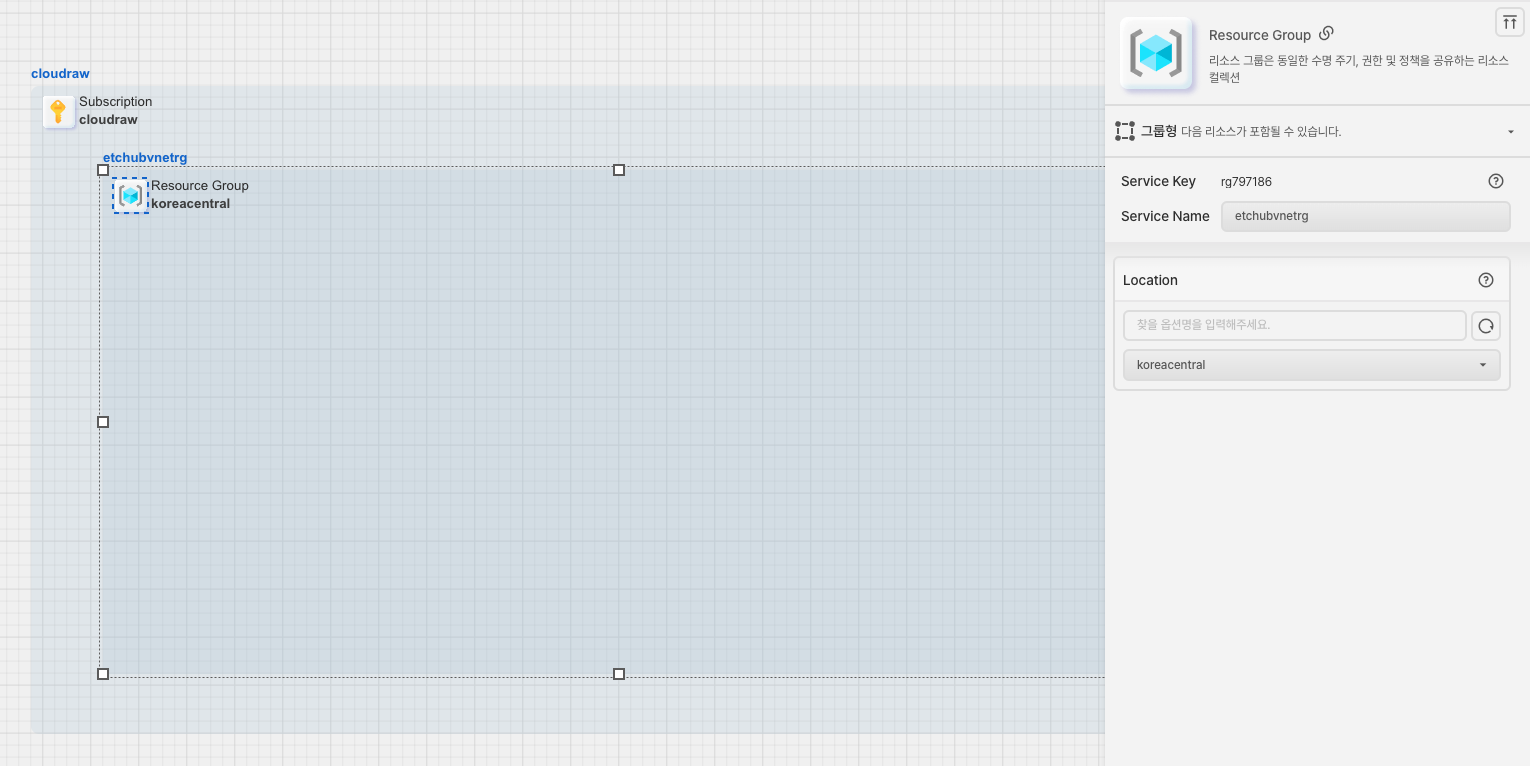 cloudraw
Subscription
cloudraw
etchubvnetrg
Resource Group
koreacentral
Resource Group
리소스 그룹은 동일한 수명 주기, 권한 및 정책을 공유하는 리소스
컬렉션
그룹형 다음 리소스가 포함될 수 있습니다.
Service Key rg797186
Service Name etchubvnetrg
Location
찾을 옵션명을 입력해주세요.
koreacentral